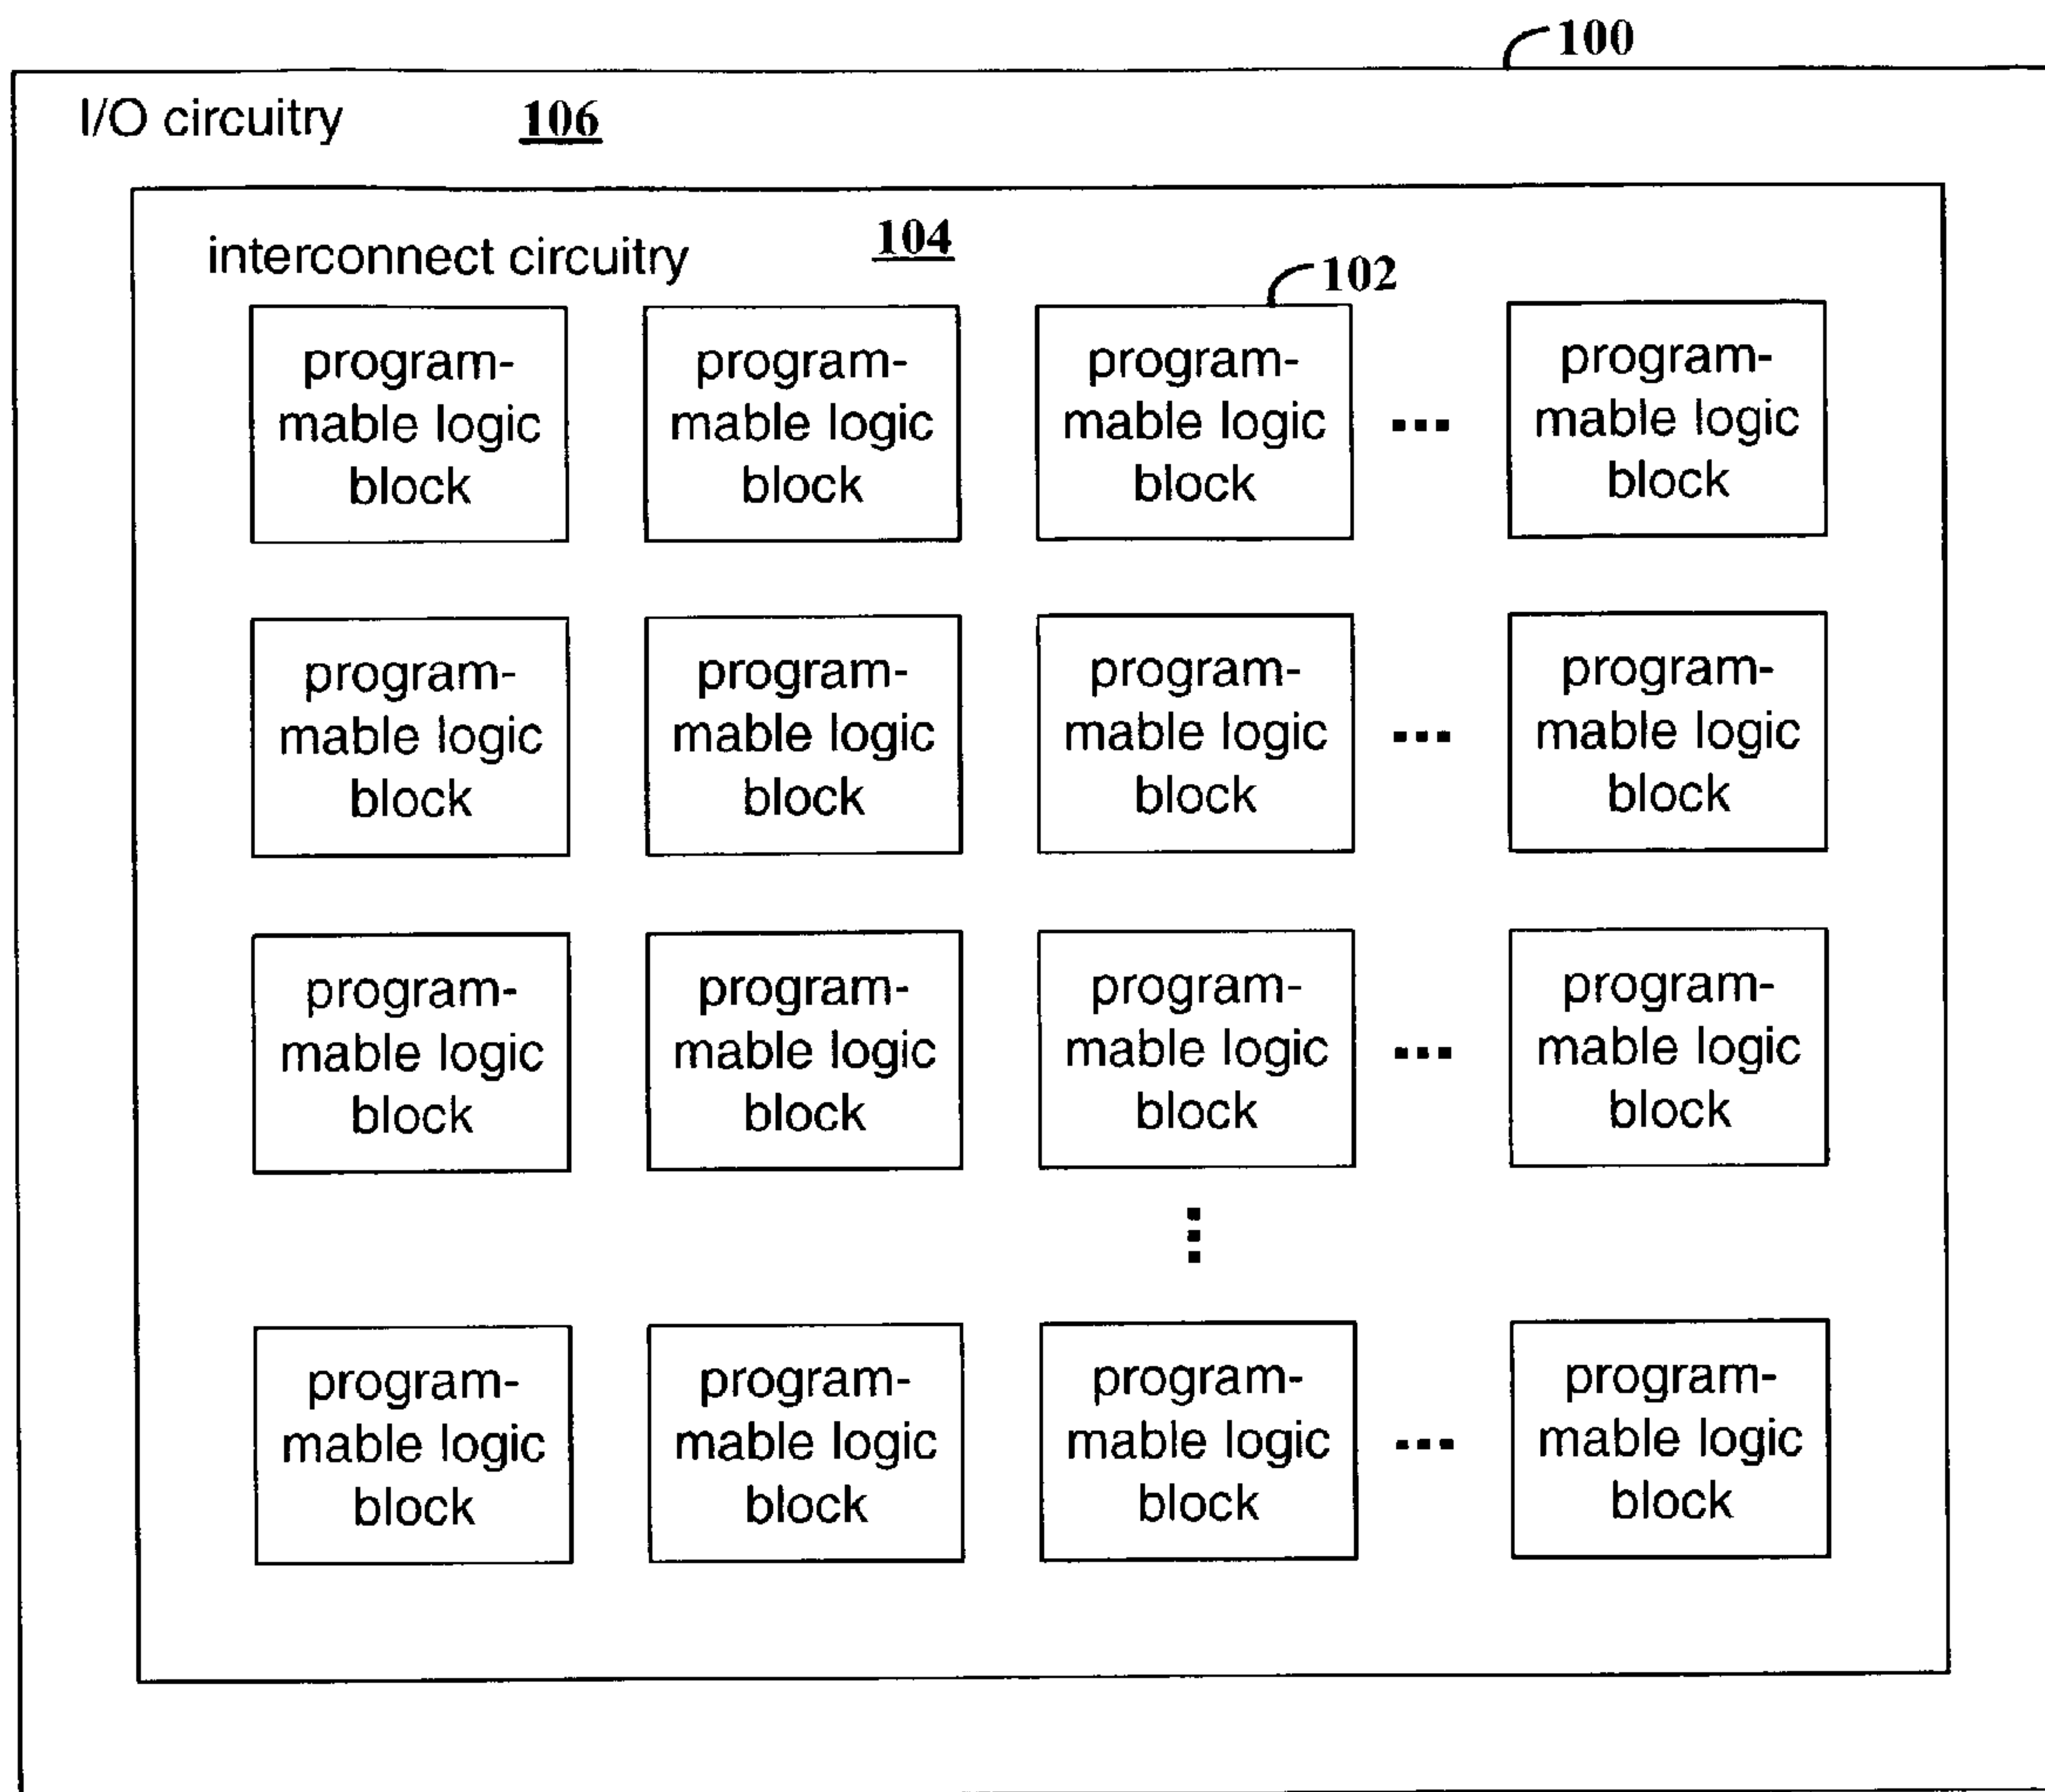 100
I/O circuitry 106
interconnect circuitry 104
102
program-
mable logic
block
program-
mable logic
block
program-
mable logic
block
...
program-
mable logic
block
program-
mable logic
block
program-
mable logic
block
program-
mable logic
block
...
program-
mable logic
block
program-
mable logic
block
program-
mable logic
block
program-
mable logic
block
...
program-
mable logic
block
...
program-
mable logic
block
program-
mable logic
block
program-
mable logic
block
...
program-
mable logic
block